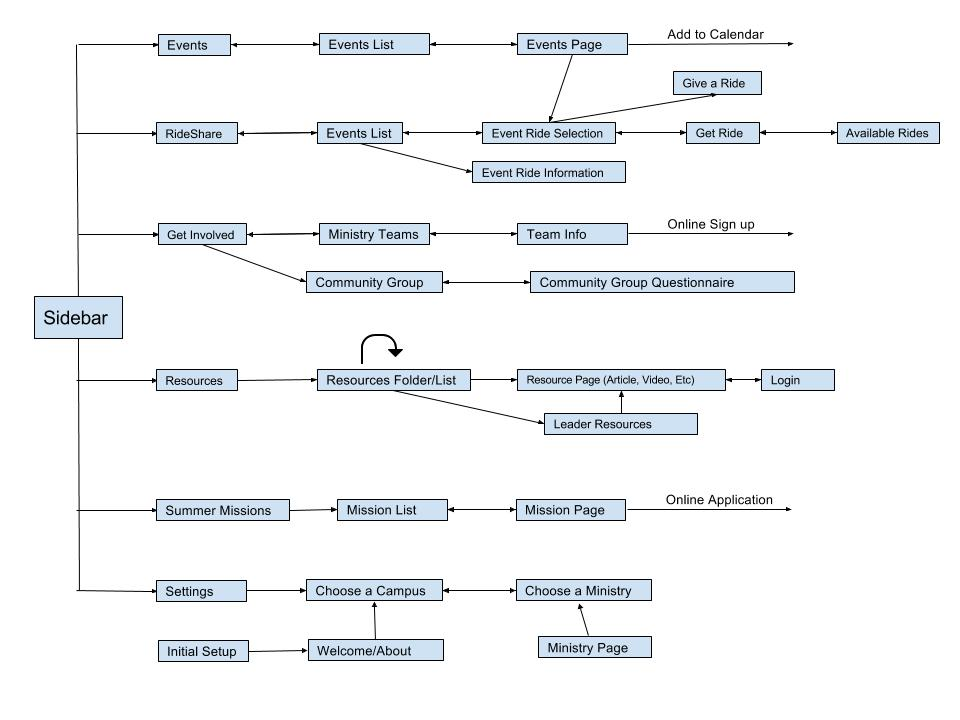 Add to Calendar
Events
Events List
Events Page
Give a Ride
RideShare
Events List
Event Ride Selection
Get Ride
Available Rides
Event Ride Information
Online Sign up
Get Involved
Ministry Teams
Team Info
Community Group
Community Group Questionnaire
Sidebar
Resources
Resources Folder/List
Resource Page (Article, Video, Etc)
Login
Leader Resources
Online Application
Summer Missions
Mission List
Mission Page
Settings
Choose a Campus
Choose a Ministry
Initial Setup
Welcome/About
Ministry Page